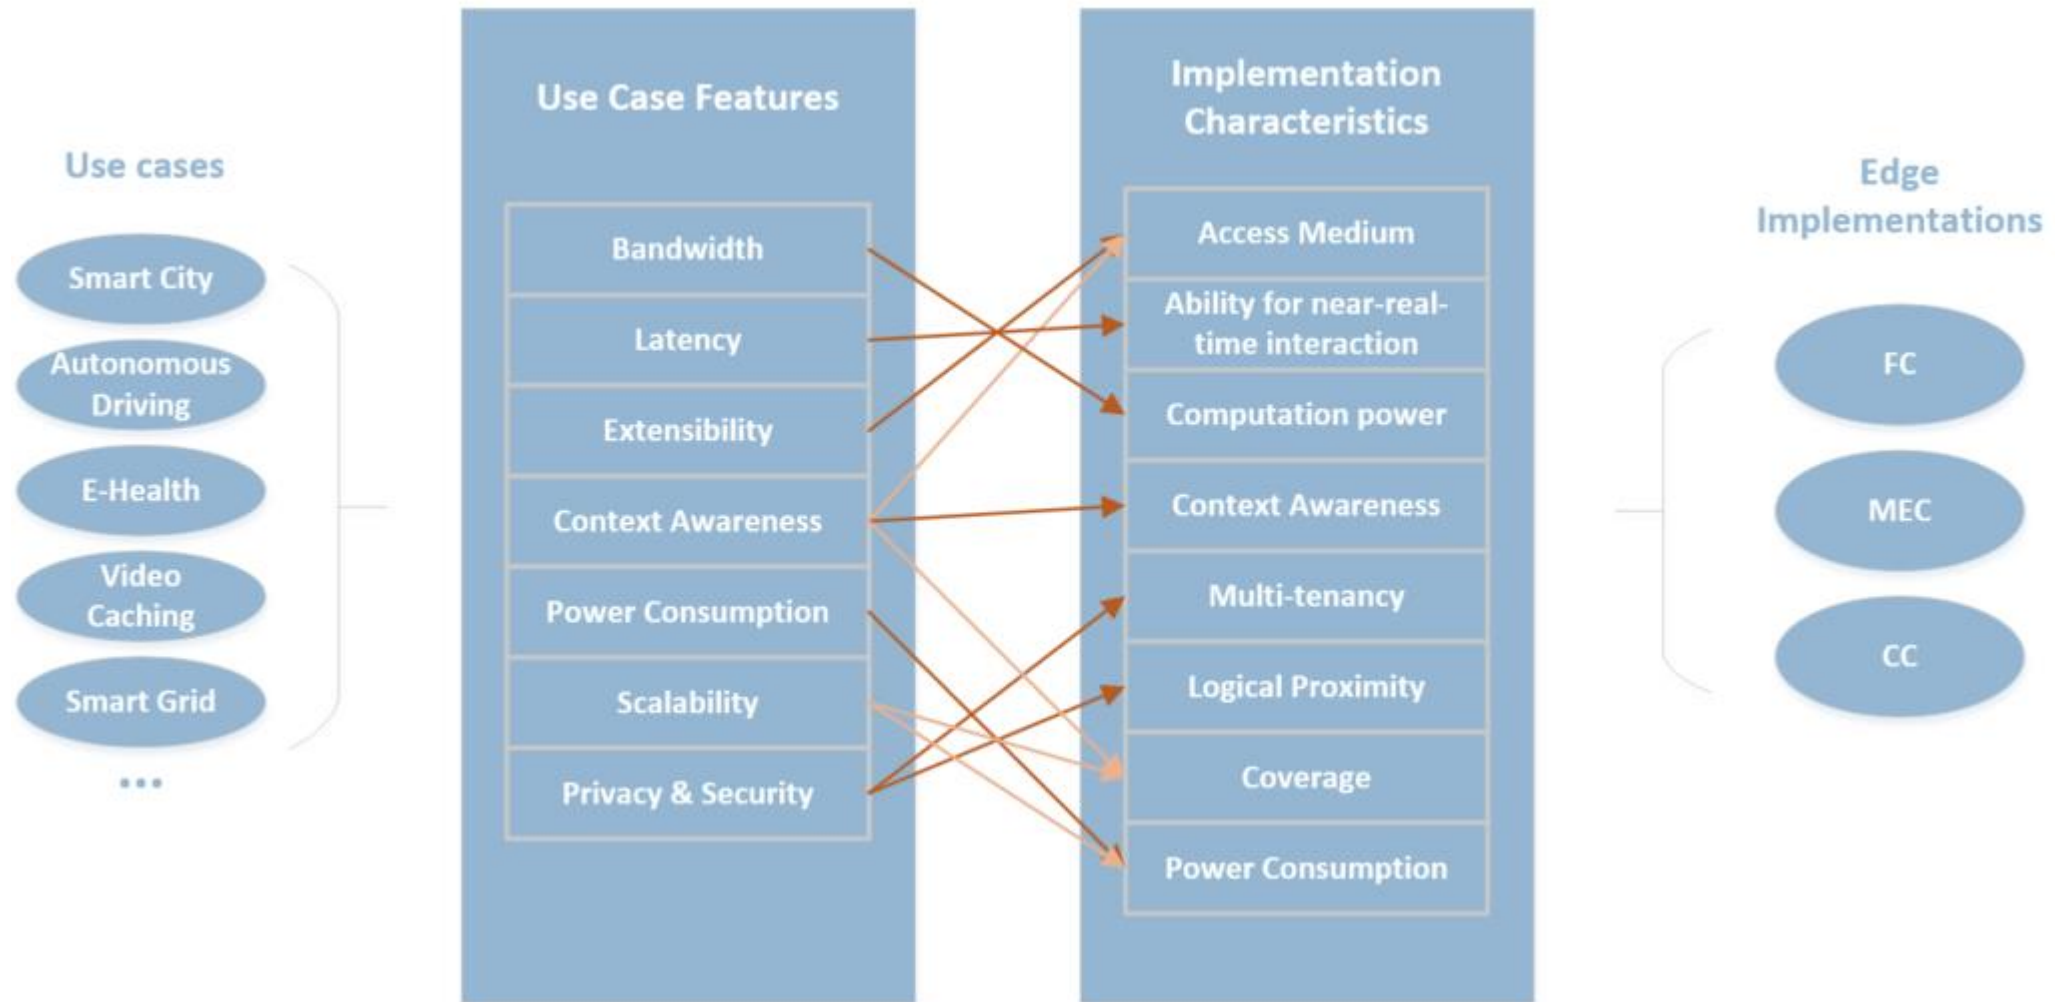 Use cases
Smart City
Autonomous
Driving
E-Health
Video
Caching
Smart Grid
...
Use Case Features
Bandwidth
Latency
Extensibility
Context Awareness
Power Consumption
Scalability
Privacy & Security
Implementation
Characteristics
Access Medium
Ability for near-real-
time interaction
Computation power
Context Awareness
Multi-tenancy
Logical Proximity
Coverage
Power Consumption
Edge
Implementations
FC
MEC
CC